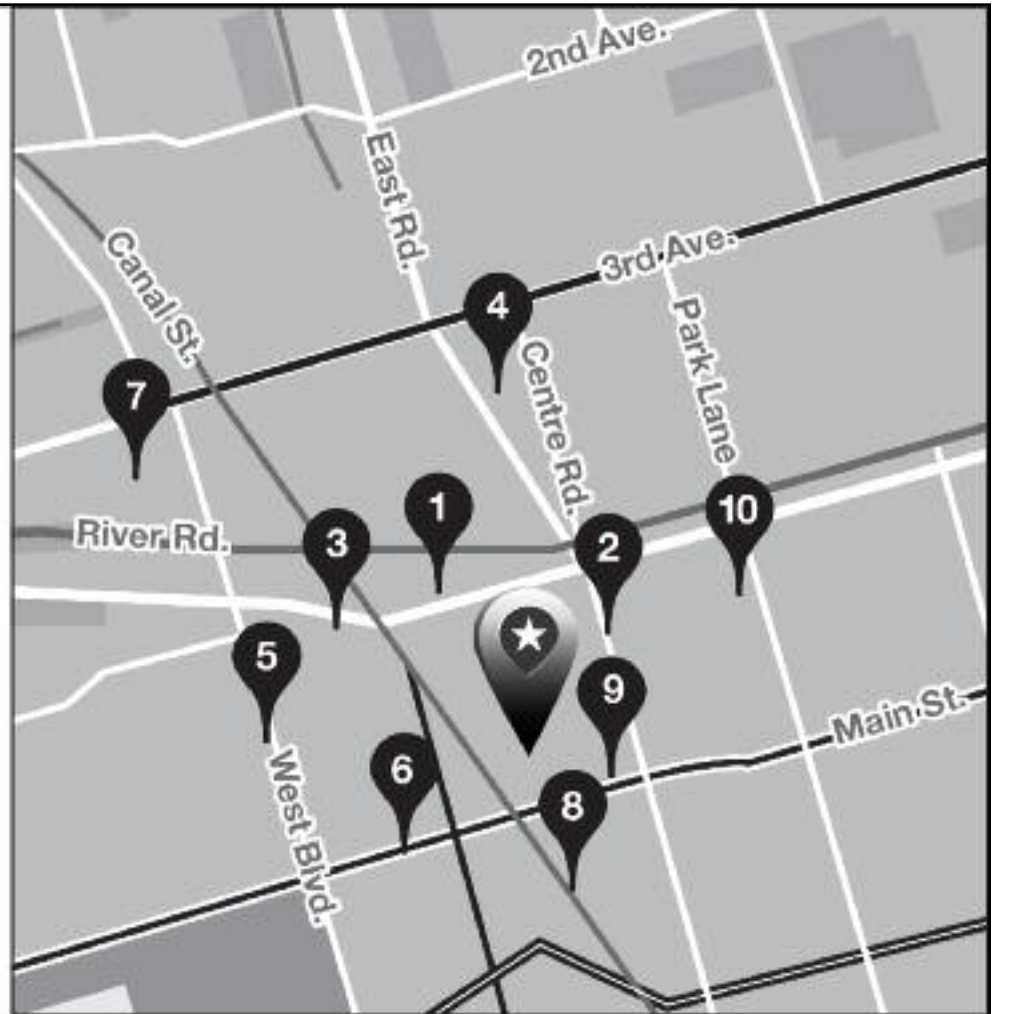 2nd Ave.
East Rd.
Canal St.
3rd Ave.
4
Park Lane
Centre Rd.
7
1
10
River Rd.
3
2
5
9
Main St.
6
West Blvd.
8